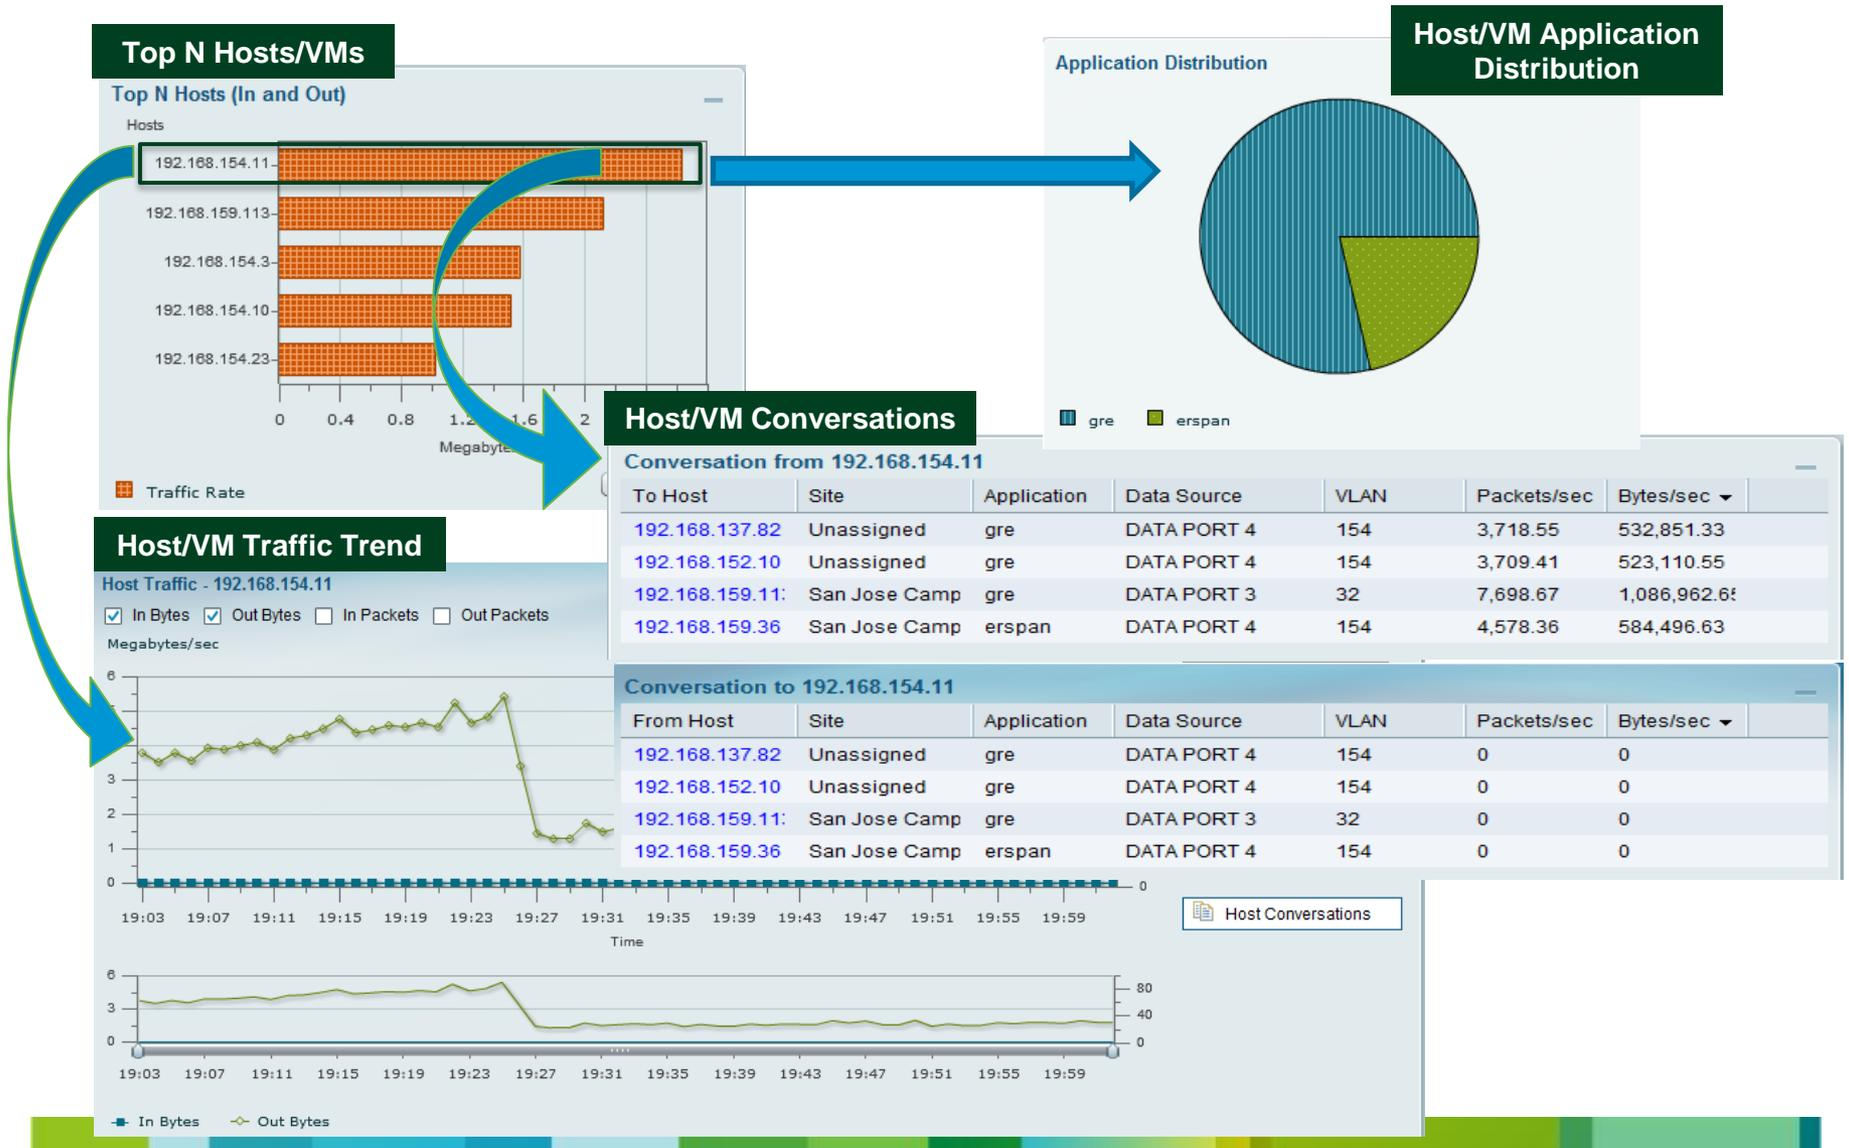 Top N Hosts/VMs
Top N Hosts (In and Out)
Hosts
192.168.154.11
192.168.159.113
192.168.154.3
192.168.154.10
192.168.154.23
0 0.4 0.8 1.6 2
Traffic Rate
Host/VM Application
Distribution
Application Distribution
gre erspan
Host/VM Conversations
Conversation from 192.168.154.11
To Host Site Application Data Source VLAN Packets/sec Bytes/sec
192.168.137.82 Unassigned gre DATA PORT 4 154 3,718.55 532,851.33
192.168.152.10 Unassigned gre DATA PORT 4 154 3,709.41 523,110.55
192.168.159.11 San Jose Camp gre DATA PORT 3 32 7,698.67 1,086,962.6
192.168.159.36 San Jose Camp erspan DATA PORT 4 154 4,578.36 584,496.63
Conversation to 192.168.154.11
From Host Site Application Data Source VLAN Packets/sec Bytes/sec
192.168.137.82 Unassigned gre DATA PORT 4 154 0 0
192.168.152.10 Unassigned gre DATA PORT 4 154 0 0
192.168.159.11 San Jose Camp gre DATA PORT 3 32 0 0
192.168.159.36 San Jose Camp erspan DATA PORT 4 154 0 0
Host/VM Traffic Trend
Host Traffic - 192.168.154.11
In Bytes Out Bytes In Packets Out Packets
Megabytes/sec
6
3
2
1
0 0
19:03 19:07 19:11 19:15 19:19 19:23 19:27 19:31 19:35 19:39 19:43 19:47 19:51 19:55 19:59
Time
Host Conversations
6
80
3
40
0 0
19:03 19:07 19:11 19:15 19:19 19:23 19:27 19:31 19:35 19:39 19:43 19:47 19:51 19:55 19:59
In Bytes Out Bytes